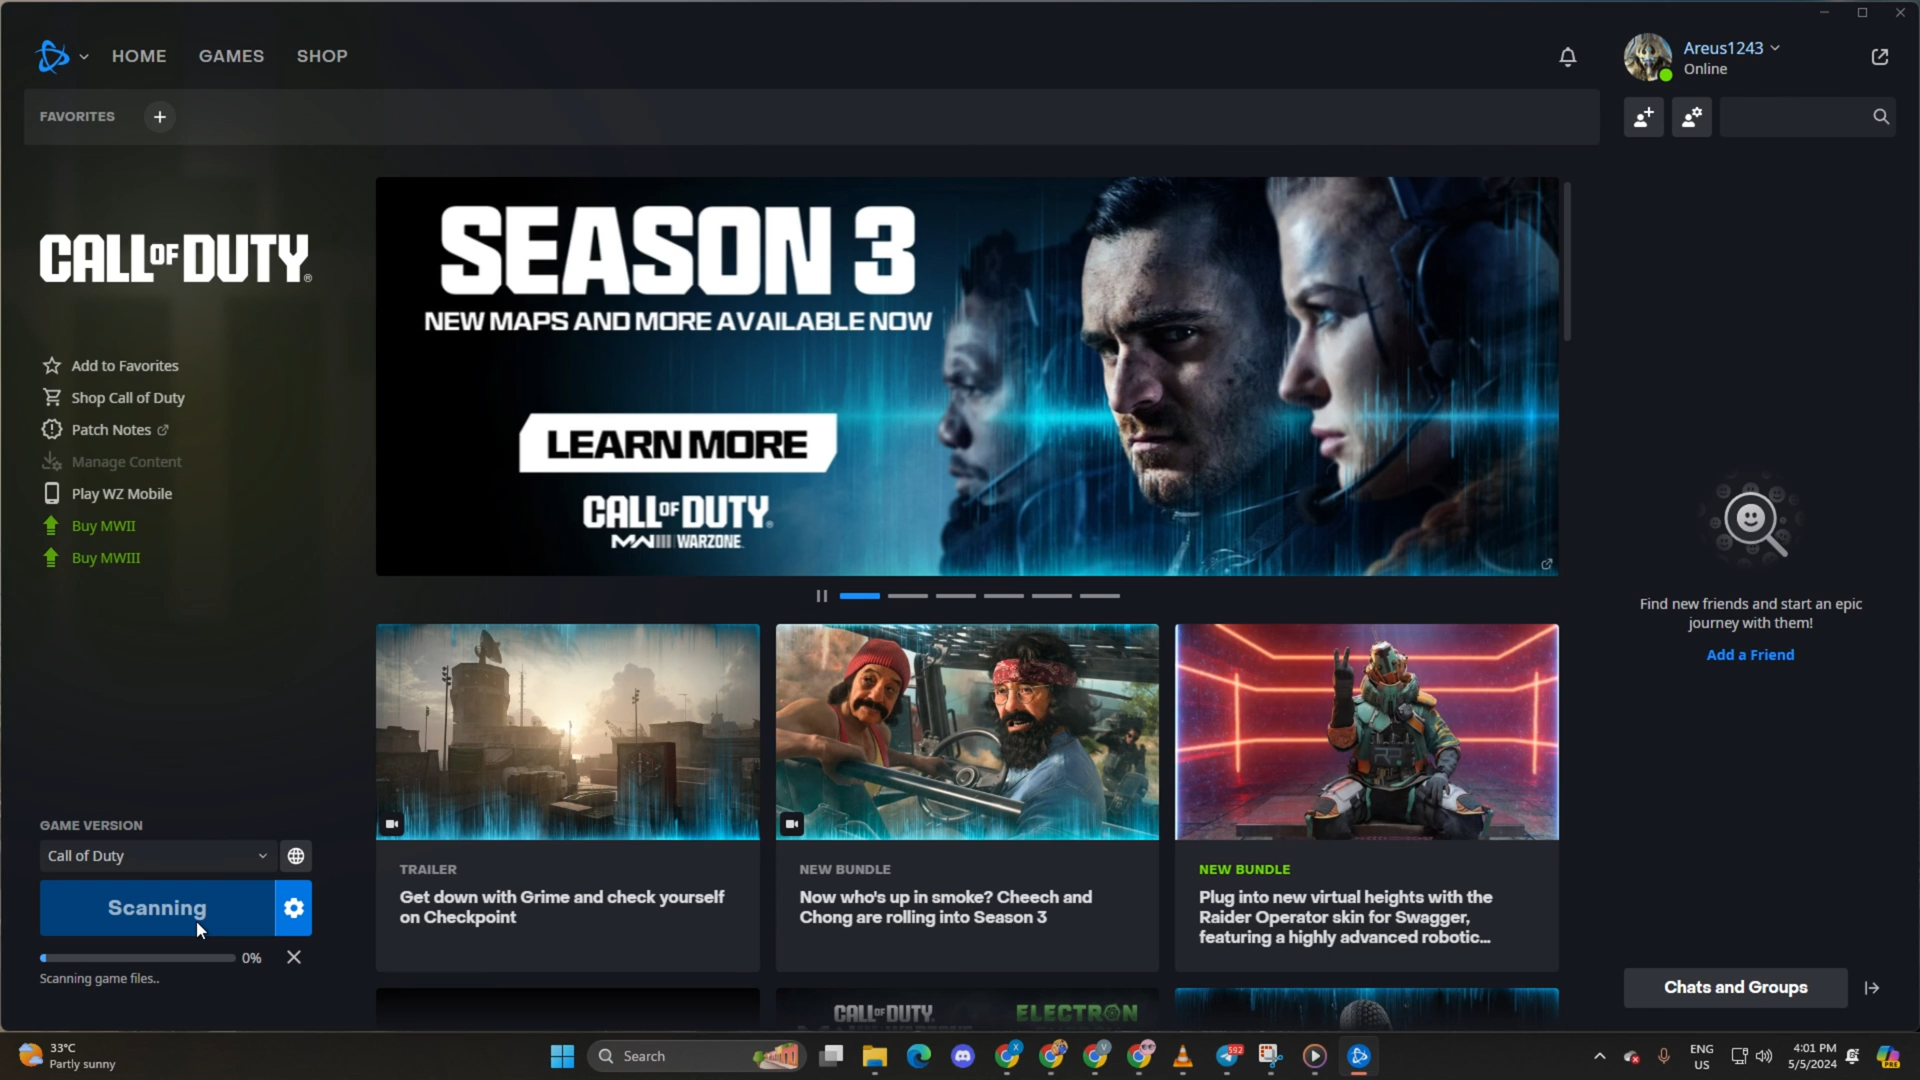 HOME
GAMES
SHOP
Areus1243
Online
FAVORITES
CALL OF DUTY
SEASON 3
NEW MAPS AND MORE AVAILABLE NOW
LEARN MORE
CALL OF DUTY
MWIII WARZONE
Add to Favorites
Shop Call of Duty
Patch Notes
Manage Content
Play WZ Mobile
Buy MWII
Buy MWIII
Find new friends and start an epic
journey with them!
Add a Friend
GAME VERSION
Call of Duty
Scanning
0%
Scanning game files..
TRAILER
Get down with Grime and check yourself
on Checkpoint
NEW BUNDLE
Now who's up in smoke? Cheech and
Chong are rolling into Season 3
NEW BUNDLE
Plug into new virtual heights with the
Raider Operator skin for Swagger,
featuring a highly advanced robotic...
CALL OF DUTY
ELECTRON
Chats and Groups
33°C
Partly sunny
Search
X
V
592
ENG
US
4:01 PM
5/5/2024
PRE